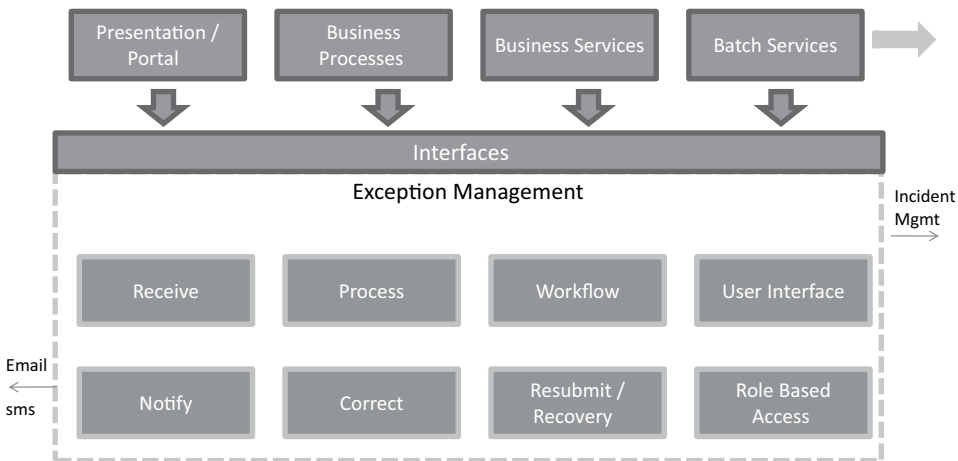 Presentation /
Portal
Business
Processes
Business Services
Batch Services
Interfaces
Exception Management
Incident
Mgmt
Receive
Process
Workflow
User Interface
Email
sms
Notify
Correct
Resubmit /
Recovery
Role Based
Access